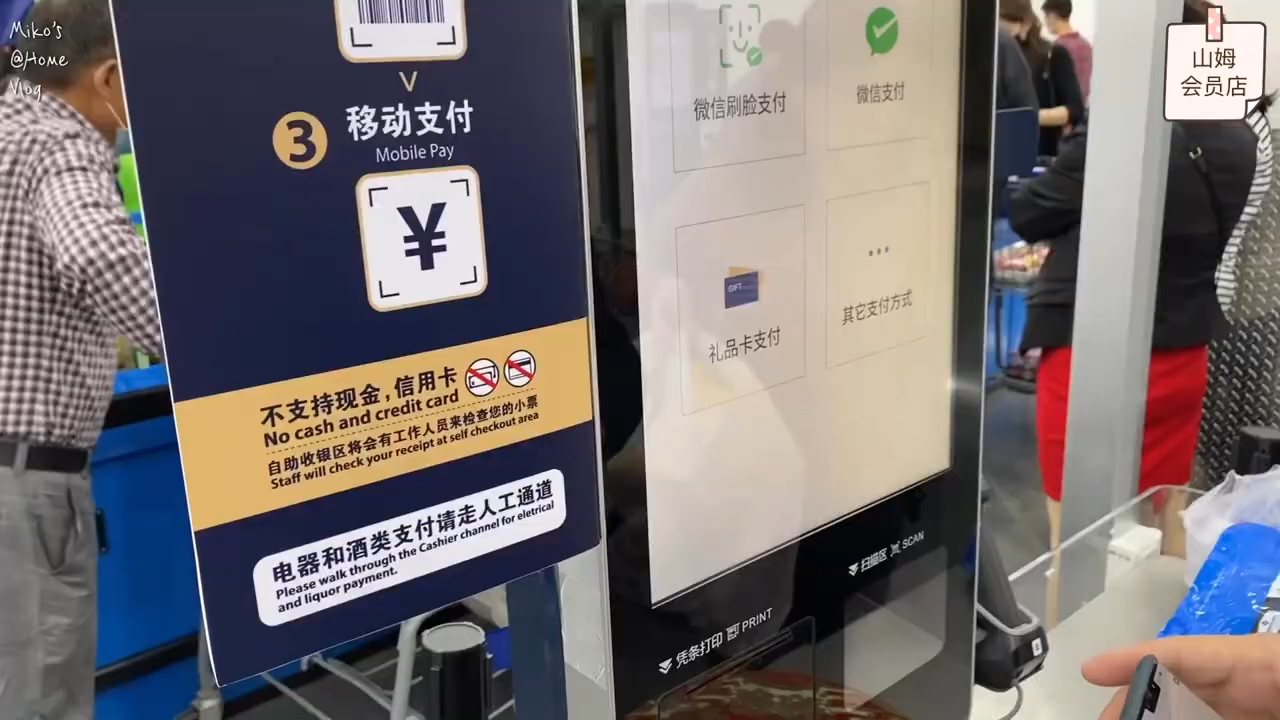 Miko's
@Home
Vlog
山姆
会员店
3
移动支付
Mobile Pay
¥
不支持现金，信用卡
No cash and credit card
自助收银区将会有工作人员来检查您的小票
Staff will check your receipt at self checkout area
电器和酒类支付请走人工通道
Please walk through the Cashier channel for eletrical
and liquor payment.
微信刷脸支付
微信支付
GIFT
礼品卡支付
其它支付方式
凭条打印 PRINT
扫描区 SCAN